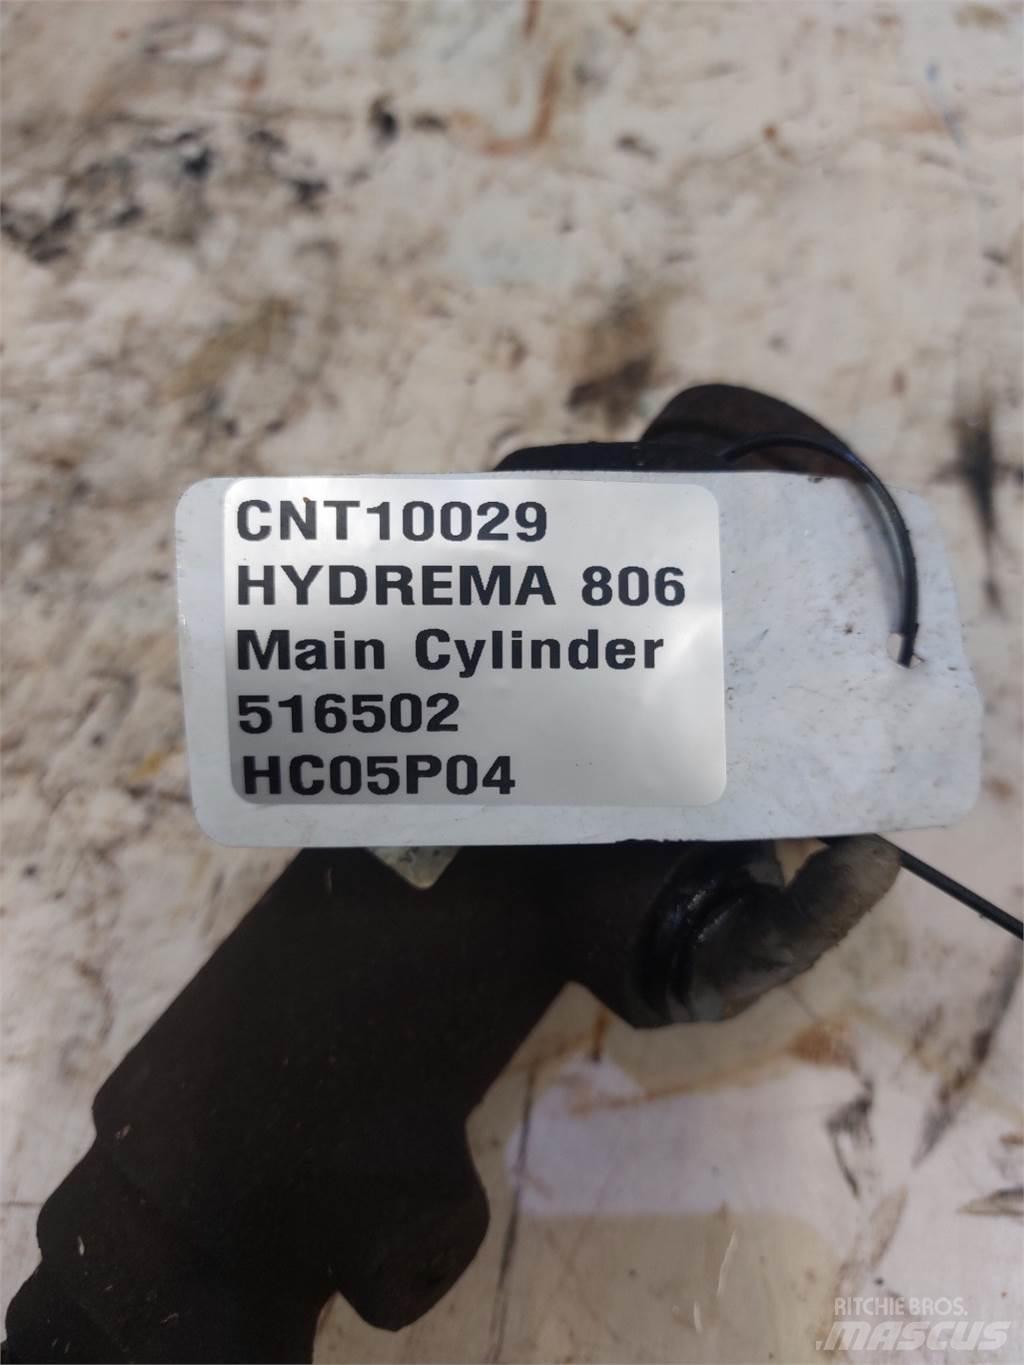 CNT10029
HYDREMA 806
Main Cylinder
516502
HC05P04
RITCHIE BROS.
MASCUS